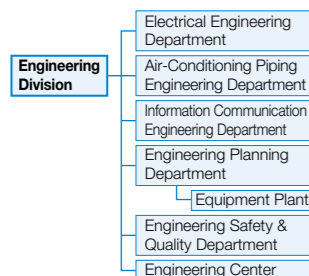 Electrical Engineering
Department
Engineering
Division
Air-Conditioning Piping
Engineering Department
Information Communication
Engineering Department
Engineering Planning
Department
Equipment Plant
Engineering Safety &
Quality Department
Engineering Center